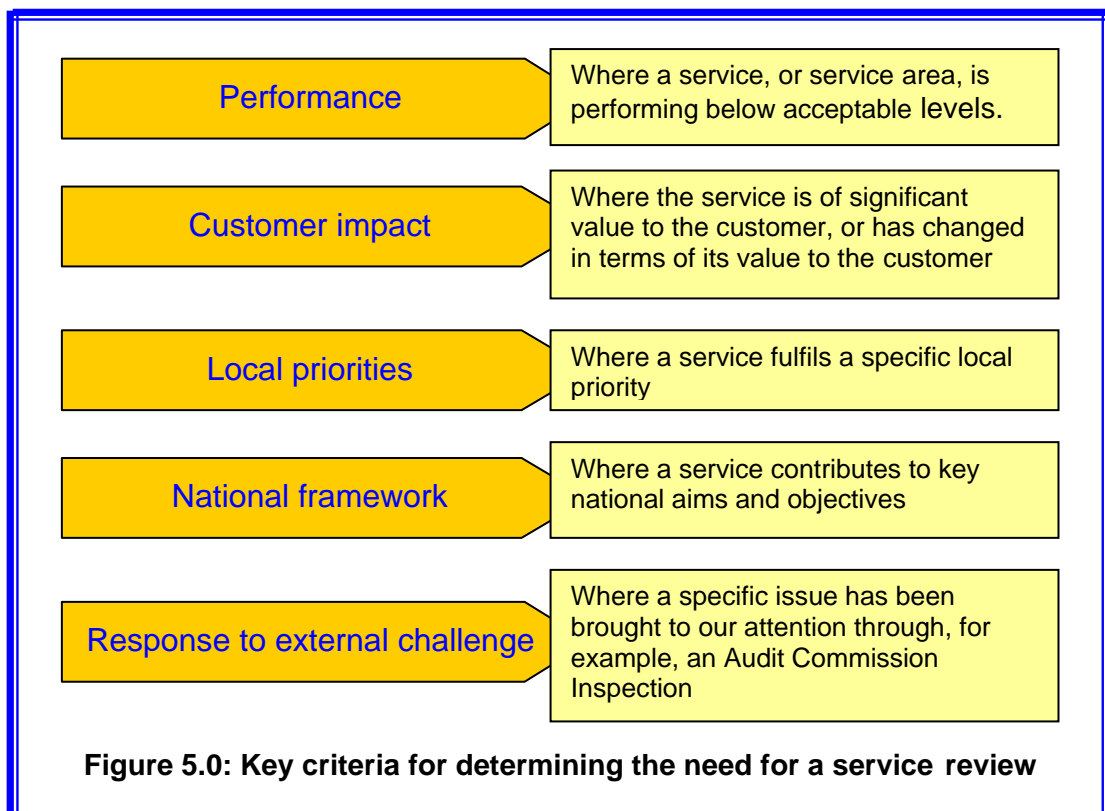 Performance
Where a service, or service area, is
performing below acceptable levels.
Customer impact
Where the service is of significant
value to the customer, or has changed
in terms of its value to the customer
Local priorities
Where a service fulfils a specific local
priority
National framework
Where a service contributes to key
national aims and objectives
Response to external challenge
Where a specific issue has been
brought to our attention through, for
example, an Audit Commission
Inspection
Figure 5.0: Key criteria for determining the need for a service review